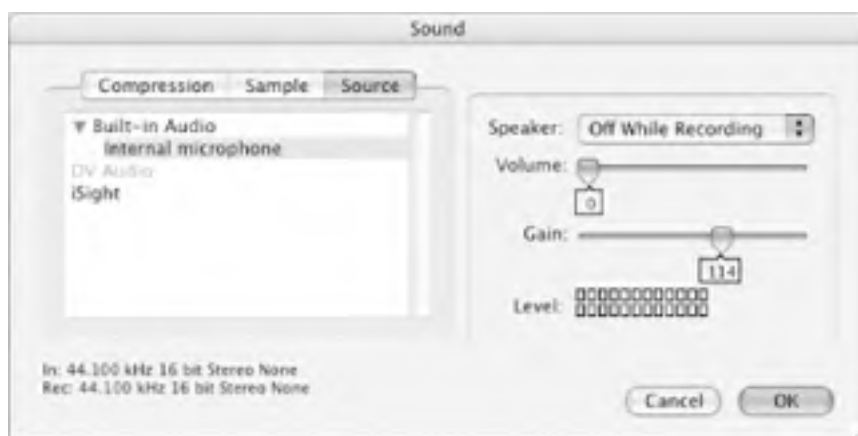 Sound
Compression Sample Source
Built-in Audio
Internal microphone
DV Audio
iSight
Speaker: Off While Recording
Volume:
0
Gain:
114
Level:
In: 44.100 kHz 16 bit Stereo None
Rec: 44.100 kHz 16 bit Stereo None
Cancel OK